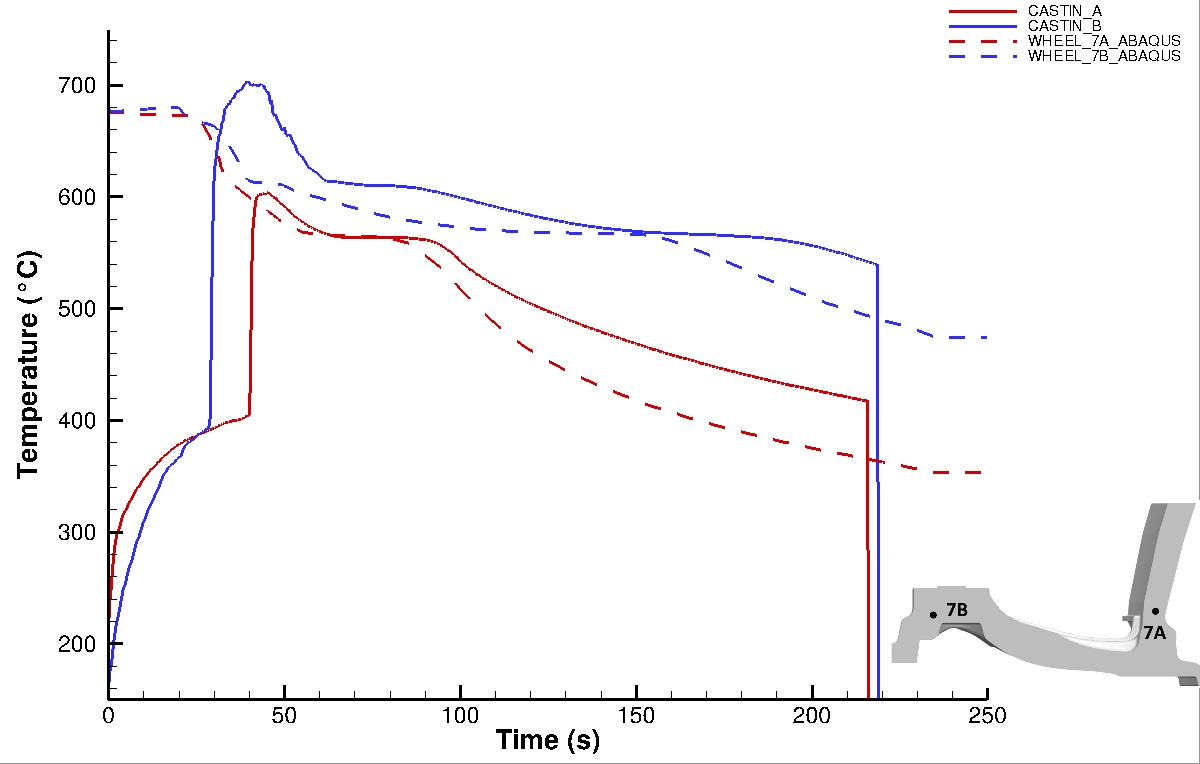 CASTIN_A
CASTIN_B
WHEEL_7A_ABAQUS
WHEEL_7B_ABAQUS
700
600
500
400
300
200
Temperature (°C)
0 50 100 150 200 250
Time (s)
7B
7A